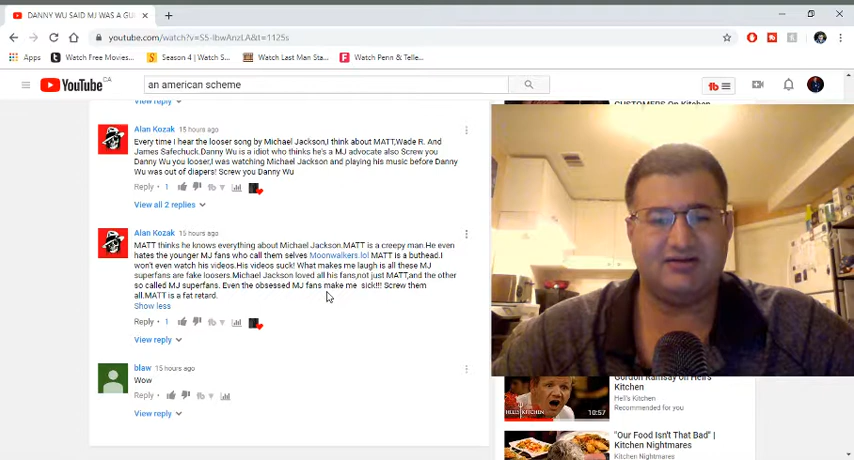 DANNY WU SAID MJ WAS A GU
youtube.com/watch?v=S5-IbwAnzLA&t=1125s
Apps
Watch Free Movies...
Season 4 | Watch S...
Watch Last Man Sta...
Watch Penn & Telle...
YouTube CA
an american scheme
View reply
Alan Kozak 15 hours ago
Every time I hear the looser song by Michael Jackson,I think about MATT,Wade R. And
James Safechuck.Danny Wu is a idiot who thinks he's a MJ advocate also Screw you
Danny Wu you looser,I was watching Michael Jackson and playing his music before Danny
Wu was out of diapers! Screw you Danny Wu
Reply • 1
View all 2 replies
Alan Kozak 15 hours ago
MATT thinks he knows everything about Michael Jackson.MATT is a creepy man.He even
hates the younger MJ fans who call them selves Moonwalkers.lol MATT is a buthead.I
won't even watch his videos.His videos suck! What makes me laugh is all these MJ
superfans are fake loosers.Michael Jackson loved all his fans,not just MATT,and the other
so called MJ superfans. Even the obsessed MJ fans make me sick!!! Screw them
all.MATT is a fat retard.
Show less
Reply • 1
View reply
blaw 15 hours ago
Wow
Reply •
View reply
CUSTOMERS On Kitchen
Gordon Ramsay on Hell's
Kitchen
Hell's Kitchen
Recommended for you
HELL'S KITCHEN
10:57
"Our Food Isn't That Bad" |
Kitchen Nightmares
Kitchen Nightmares